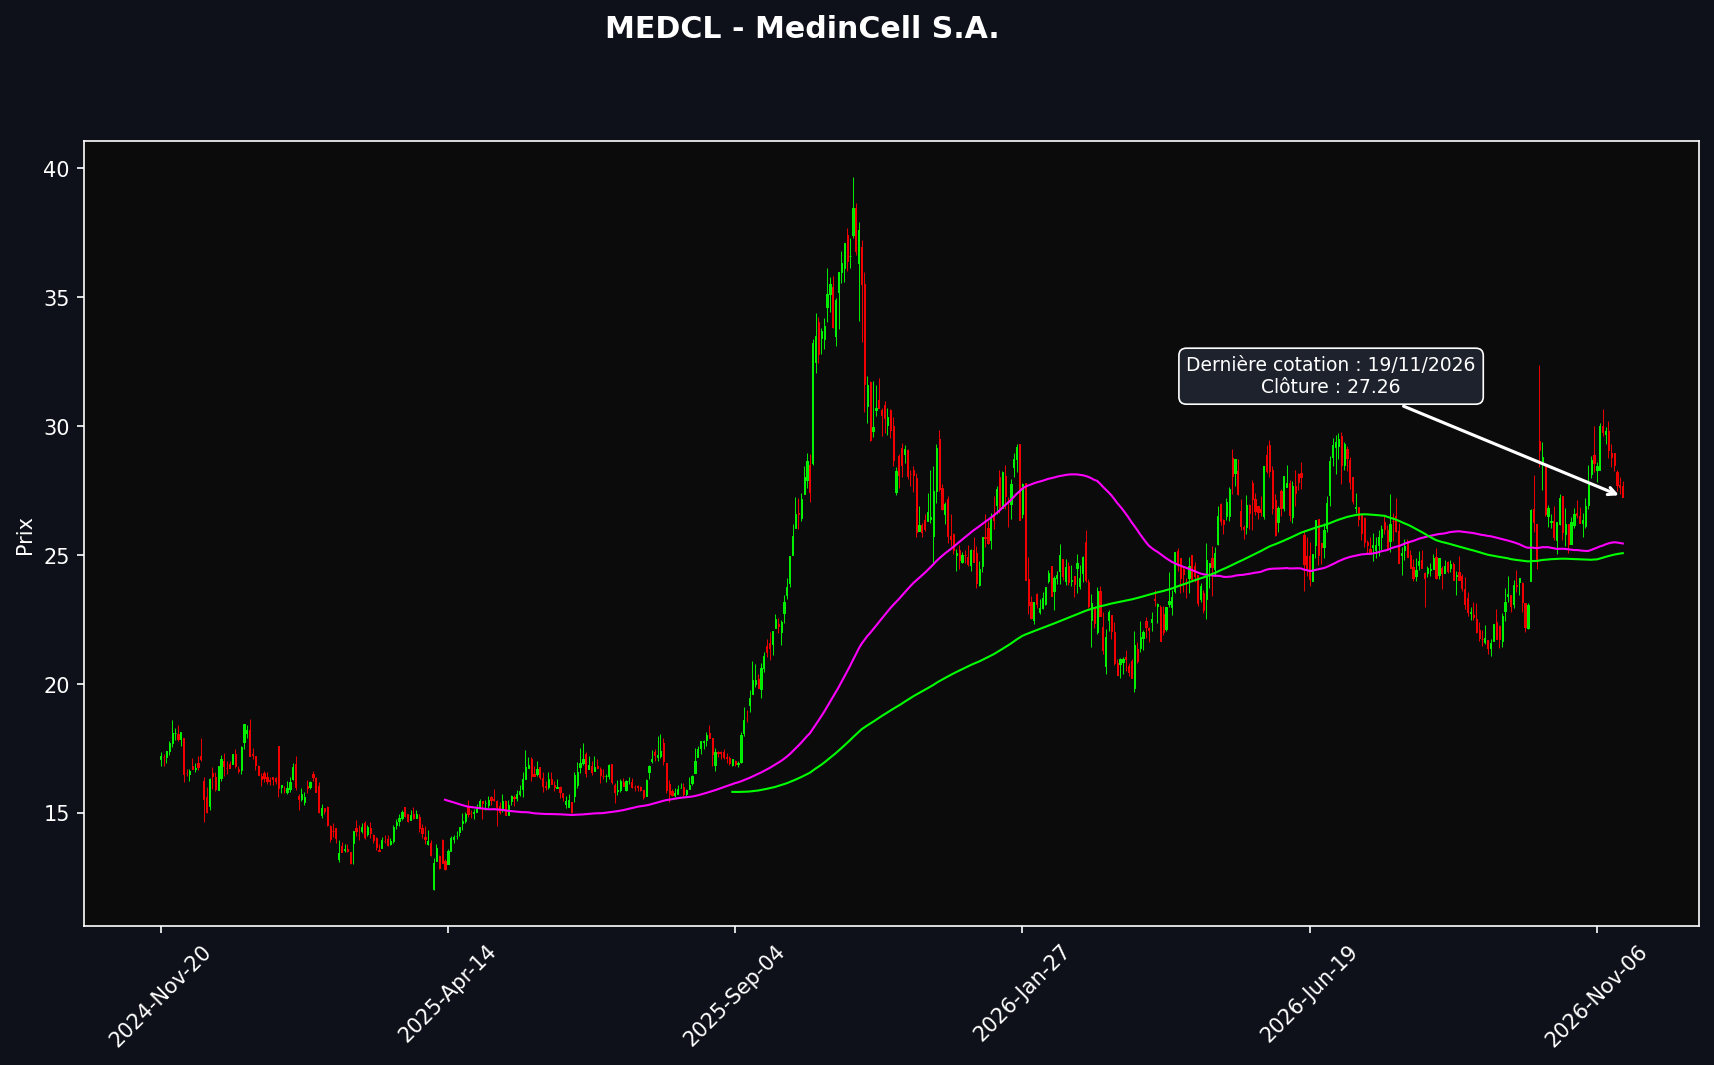 MEDCL - MedinCell S.A.
Prix
40
35
30
25
20
15
Dernière cotation : 19/11/2026
Clôture : 27.26
2024-Nov-20
2025-Apr-14
2025-Sep-04
2026-Jan-27
2026-Jun-19
2026-Nov-06